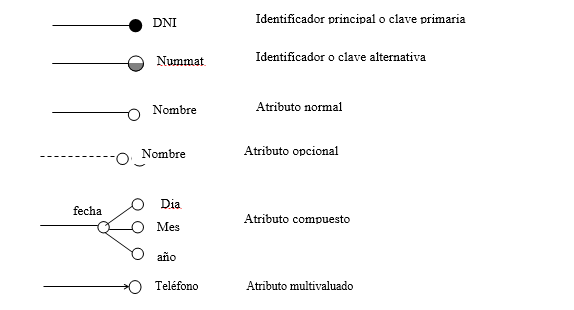 DNI Identificador principal o clave primaria
Nummat Identificador o clave alternativa
Nombre Atributo normal
Nombre Atributo opcional
fecha
Dia
Mes
año
Atributo compuesto
Teléfono Atributo multivaluado